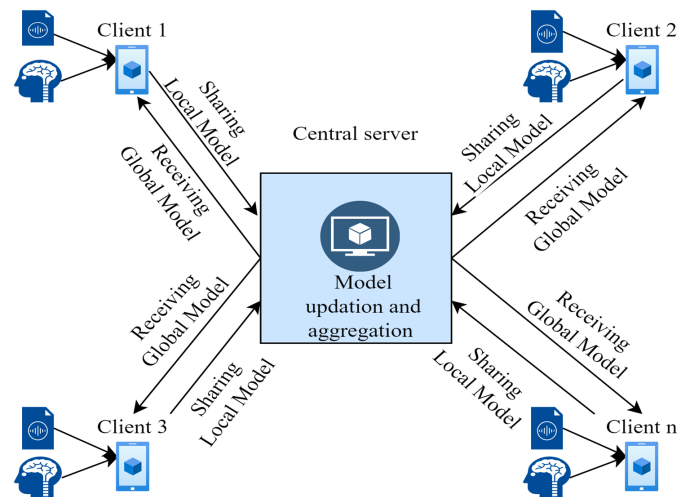 Client 1
Client 2
Sharing
Local Model
Sharing
Local Model
Central server
Receiving
Global Model
Receiving
Global Model
Model
updation and
aggregation
Receiving
Global Model
Receiving
Global Model
Sharing
Local Model
Sharing
Local Model
Client 3
Client n